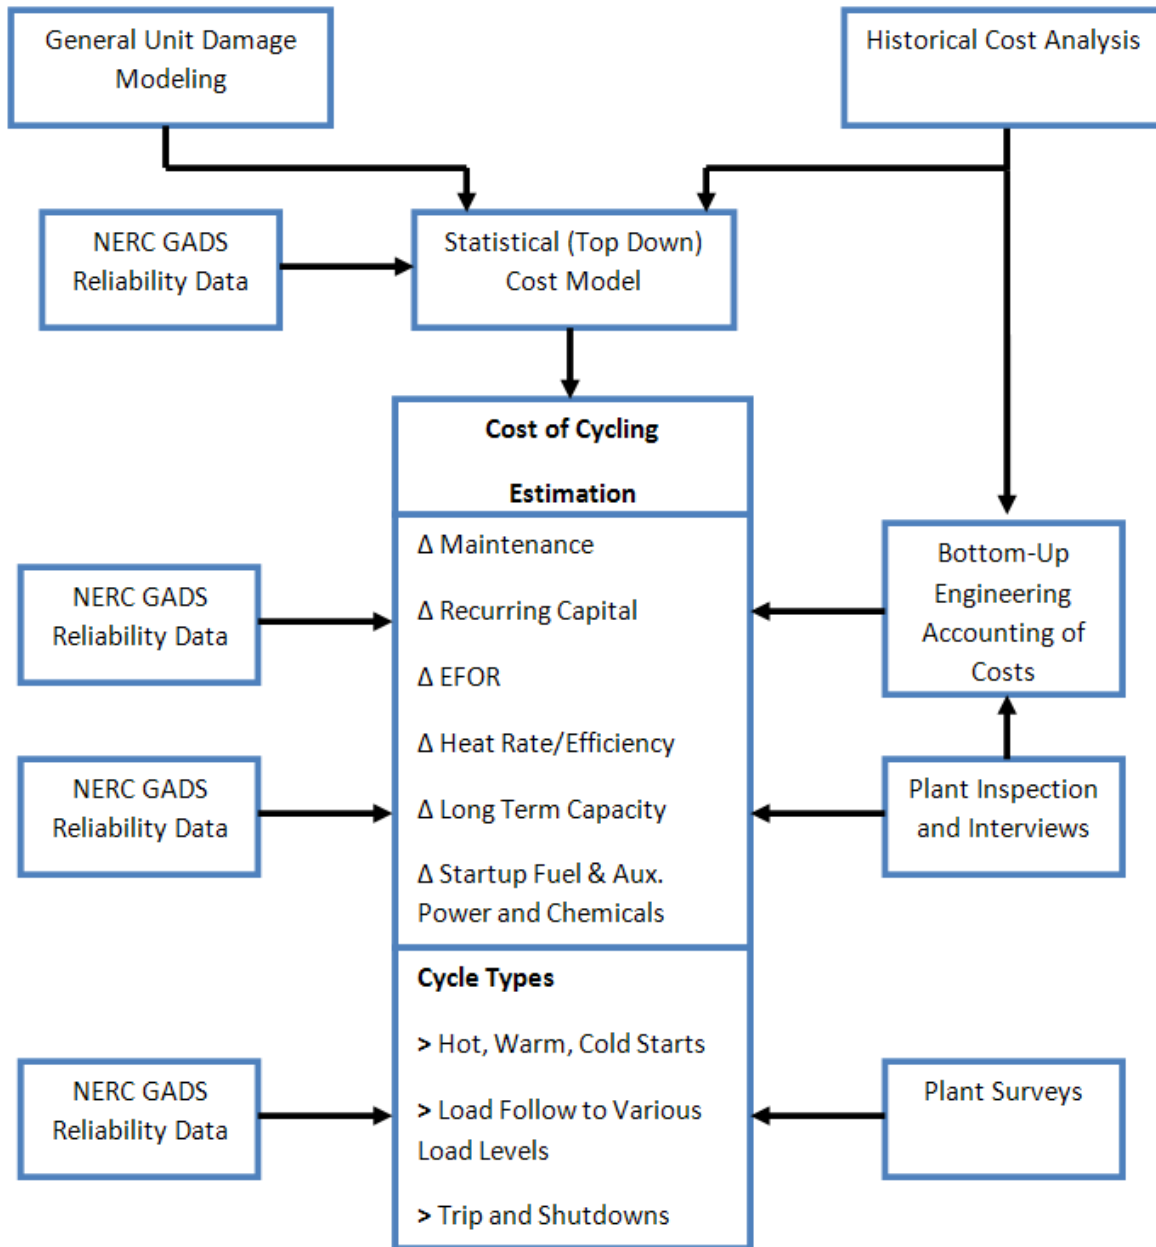 General Unit Damage
Modeling
Historical Cost Analysis
NERC GADS
Reliability Data
Statistical (Top Down)
Cost Model
Cost of Cycling
Estimation
Δ Maintenance
Δ Recurring Capital
Δ EFOR
Δ Heat Rate/Efficiency
Δ Long Term Capacity
Δ Startup Fuel & Aux.
Power and Chemicals
NERC GADS
Reliability Data
Bottom-Up
Engineering
Accounting of
Costs
NERC GADS
Reliability Data
Plant Inspection
and Interviews
Cycle Types
> Hot, Warm, Cold Starts
> Load Follow to Various
Load Levels
> Trip and Shutdowns
NERC GADS
Reliability Data
Plant Surveys